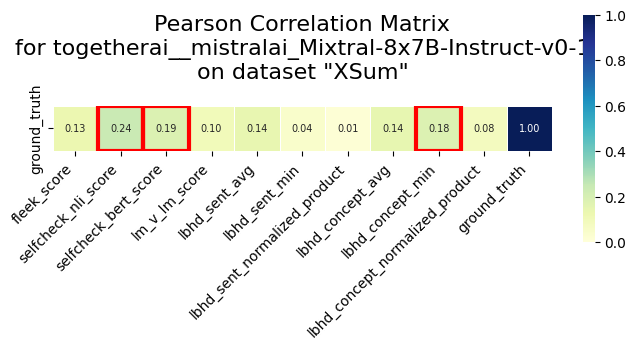 Pearson Correlation Matrix
for togetherai__mistralai_Mixtral-8x7B-Instruct-v0-1
on dataset "XSum"
ground_truth
0.13 0.24 0.19 0.10 0.14 0.04 0.01 0.14 0.18 0.08 1.00
fleek_score
selfcheck_nli_score
selfcheck_bert_score
lm_v_lm_score
lbhd_sent_avg
lbhd_sent_min
lbhd_sent_normalized_product
lbhd_concept_avg
lbhd_concept_min
lbhd_concept_normalized_product
ground_truth
1.0
0.8
0.6
0.4
0.2
0.0